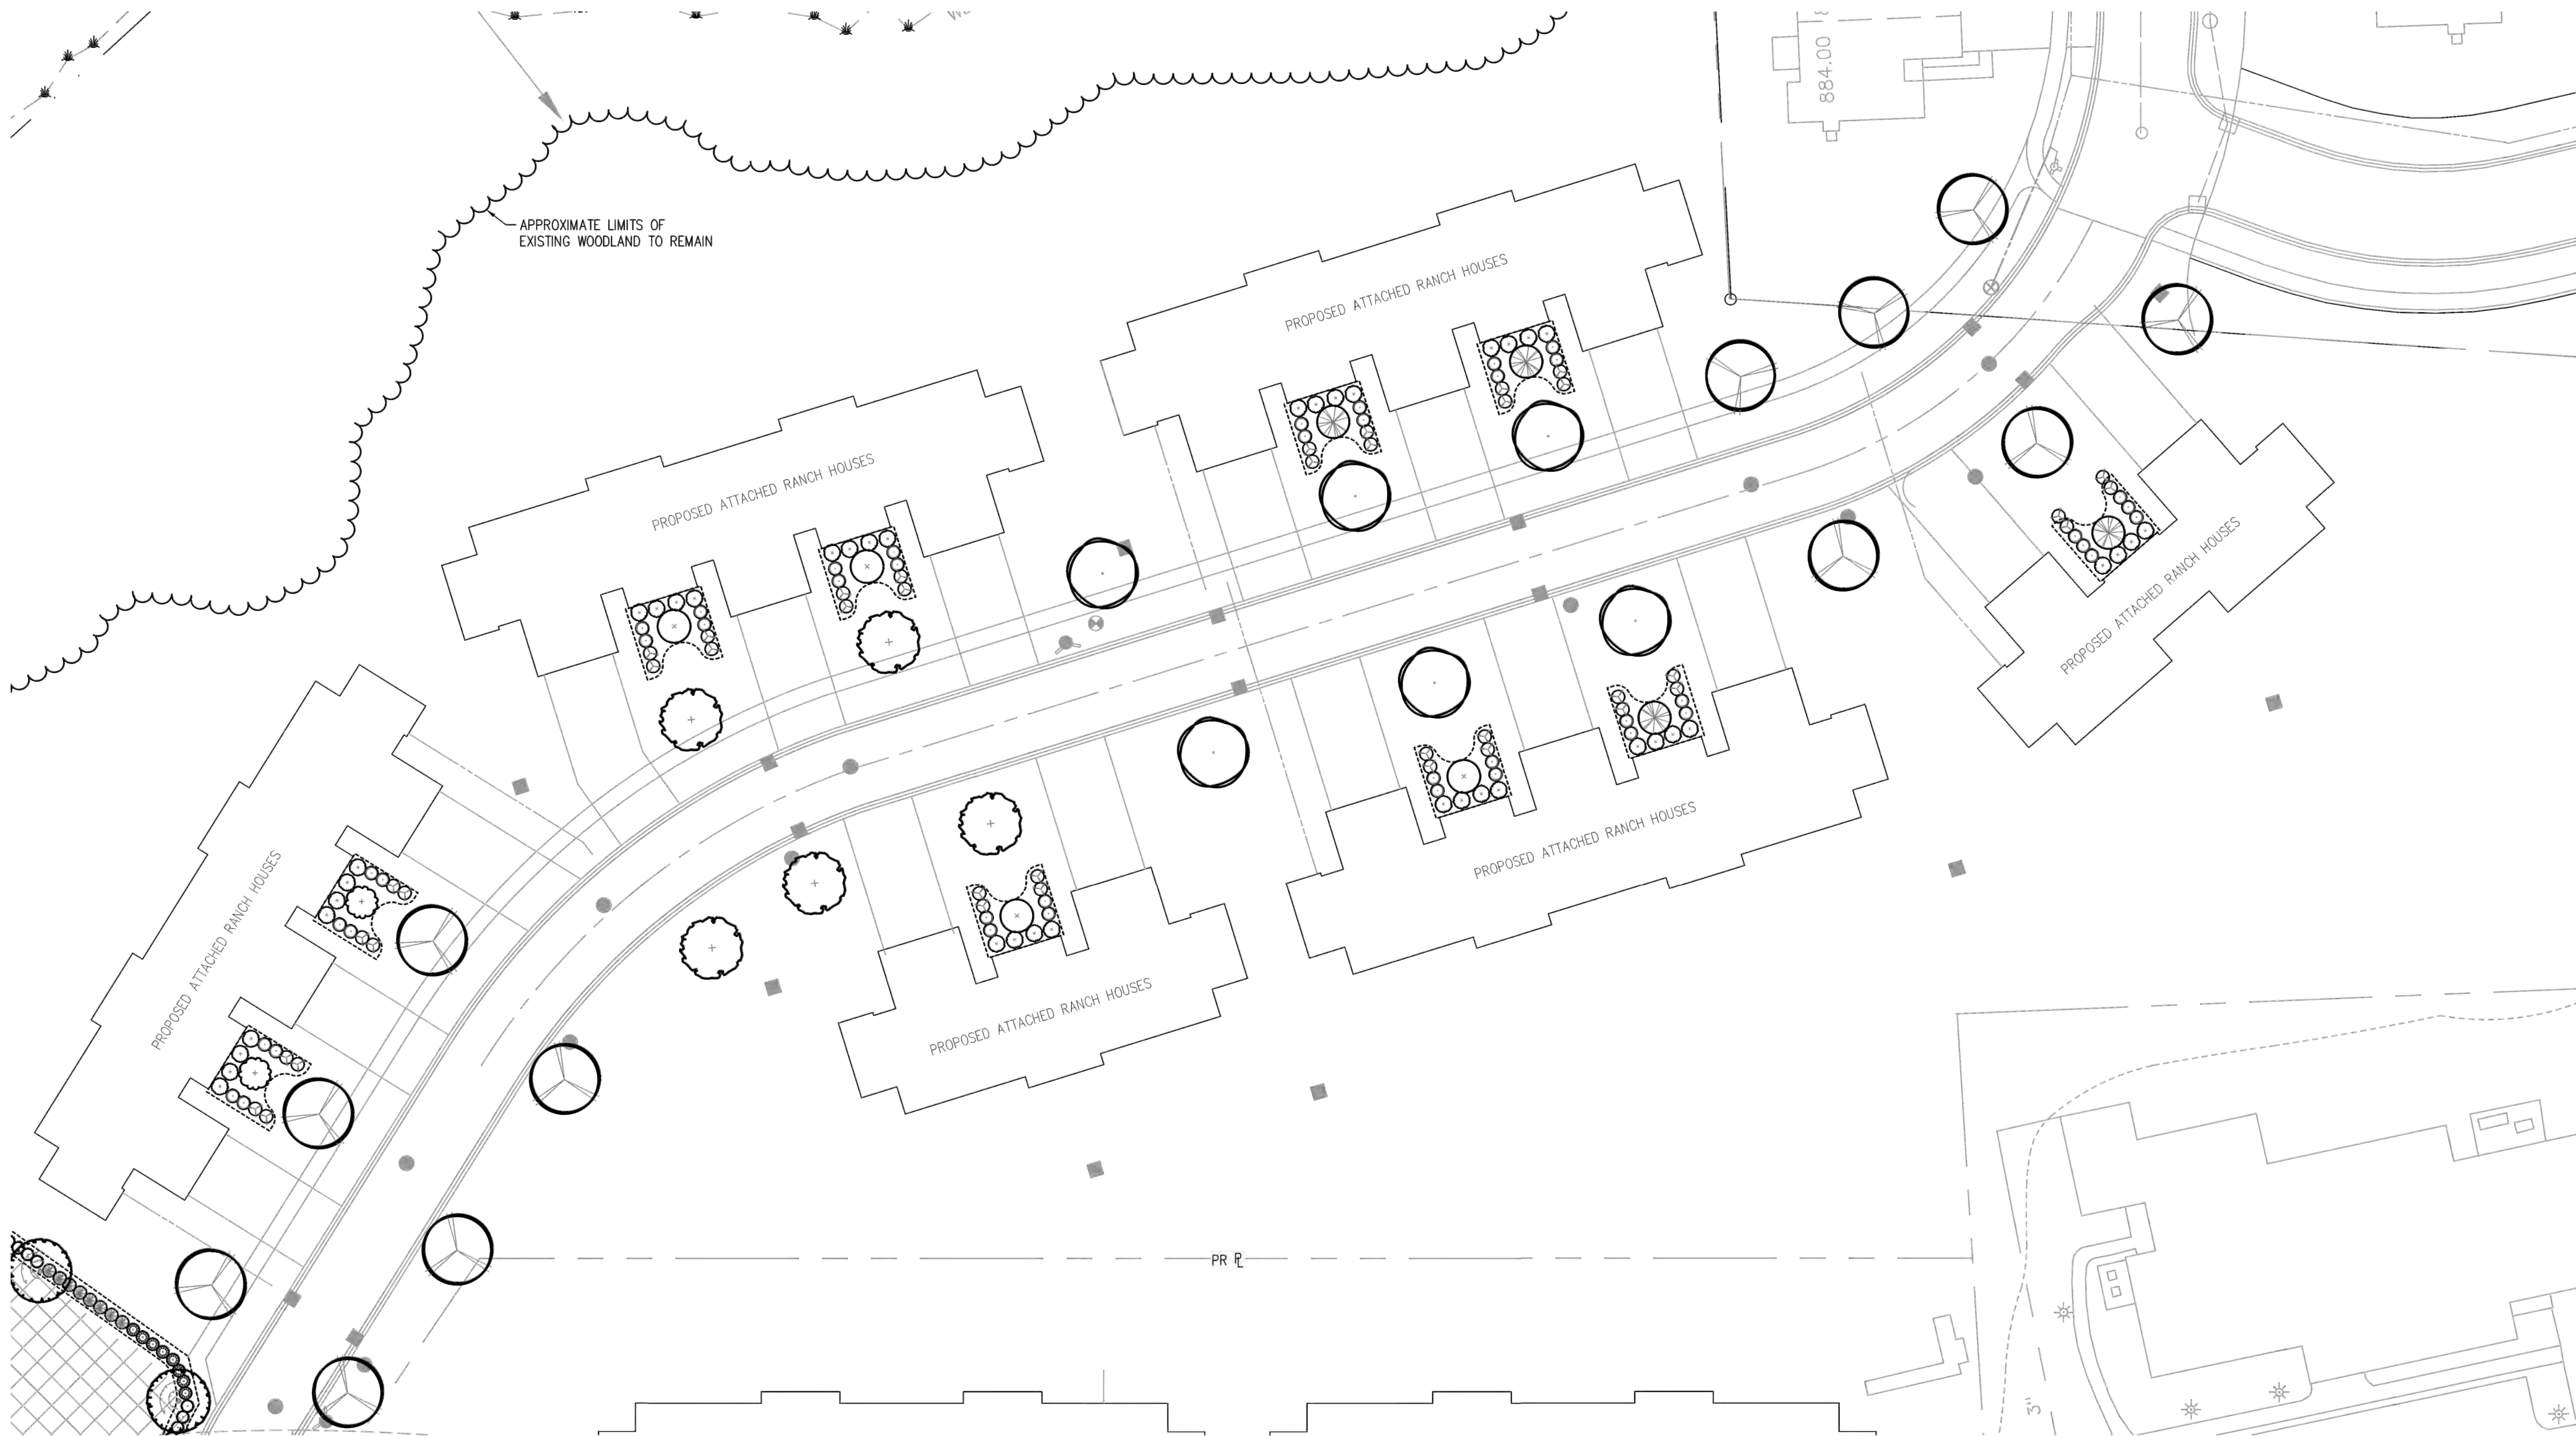 884.00
APPROXIMATE LIMITS OF
EXISTING WOODLAND TO REMAIN
PROPOSED ATTACHED RANCH HOUSES
PROPOSED ATTACHED RANCH HOUSES
PROPOSED ATTACHED RANCH HOUSES
PROPOSED ATTACHED RANCH HOUSES
PROPOSED ATTACHED RANCH HOUSES
PROPOSED ATTACHED RANCH HOUSES
PR PL
3"